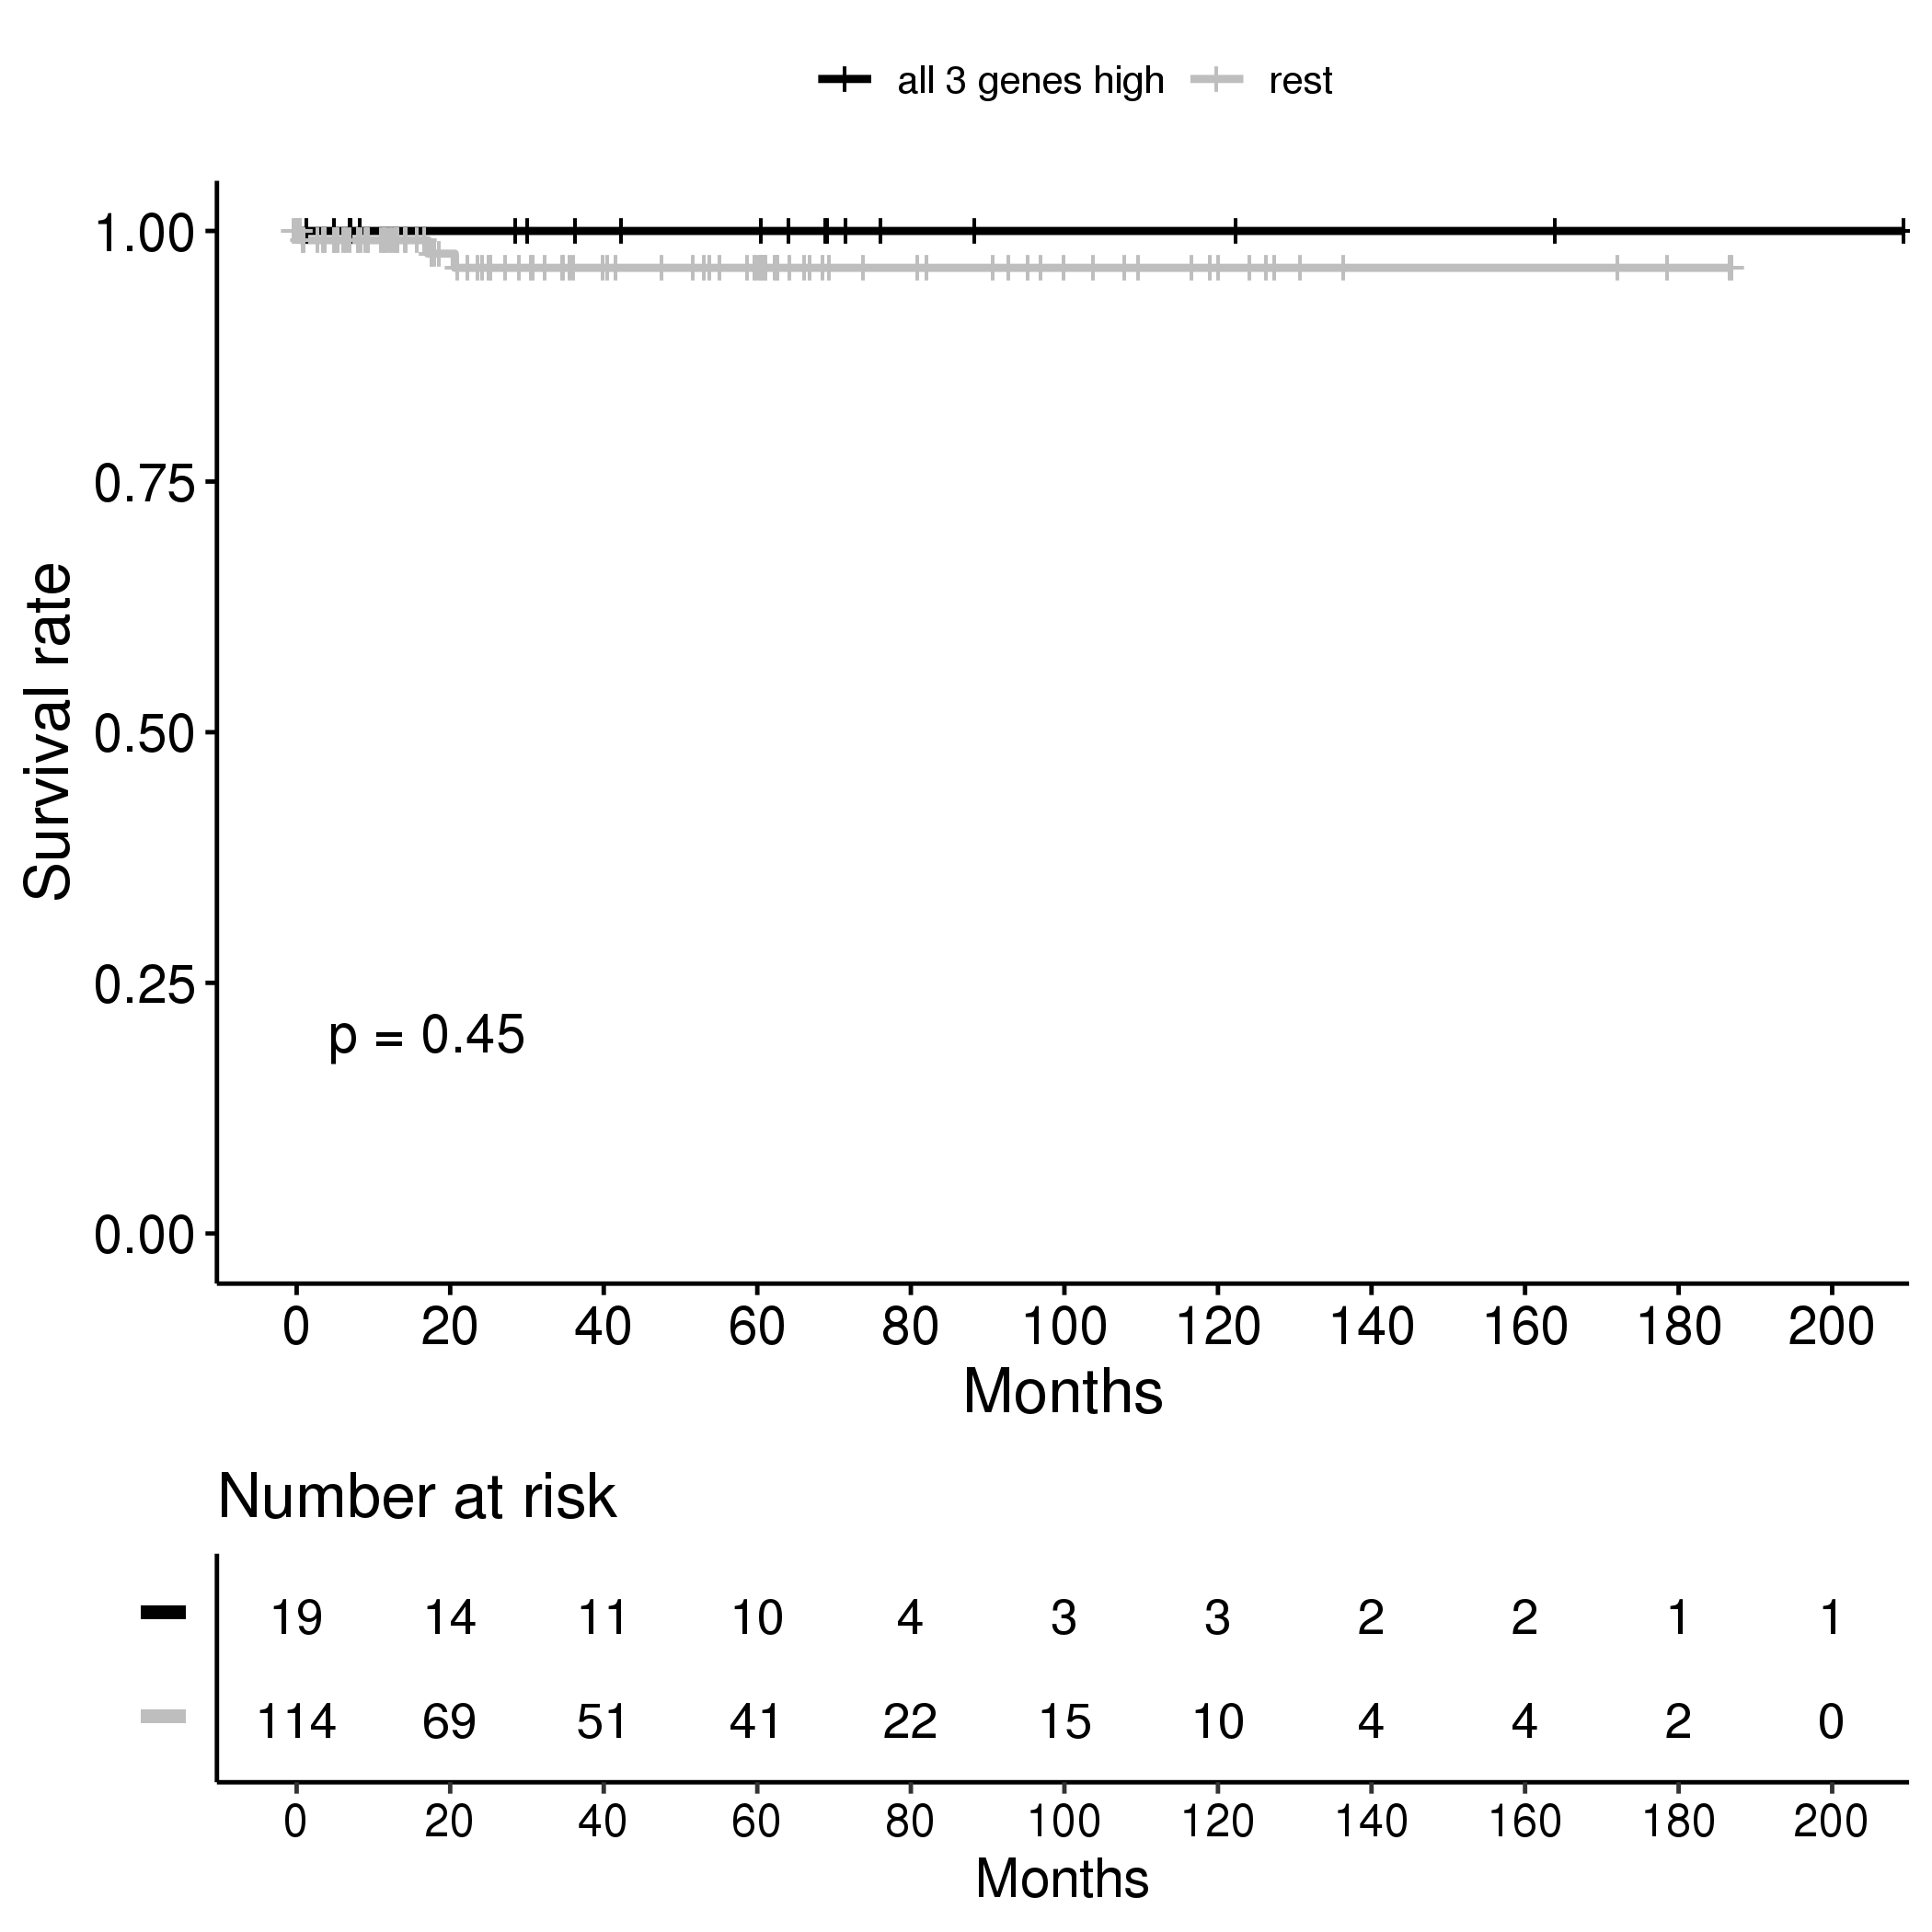 all 3 genes high rest
1.00
0.75
0.50
0.25
0.00
Survival rate
p = 0.45
0 20 40 60 80 100 120 140 160 180 200
Months
Number at risk
19 14 11 10 4 3 3 2 2 1 1
114 69 51 41 22 15 10 4 4 2 0
0 20 40 60 80 100 120 140 160 180 200
Months